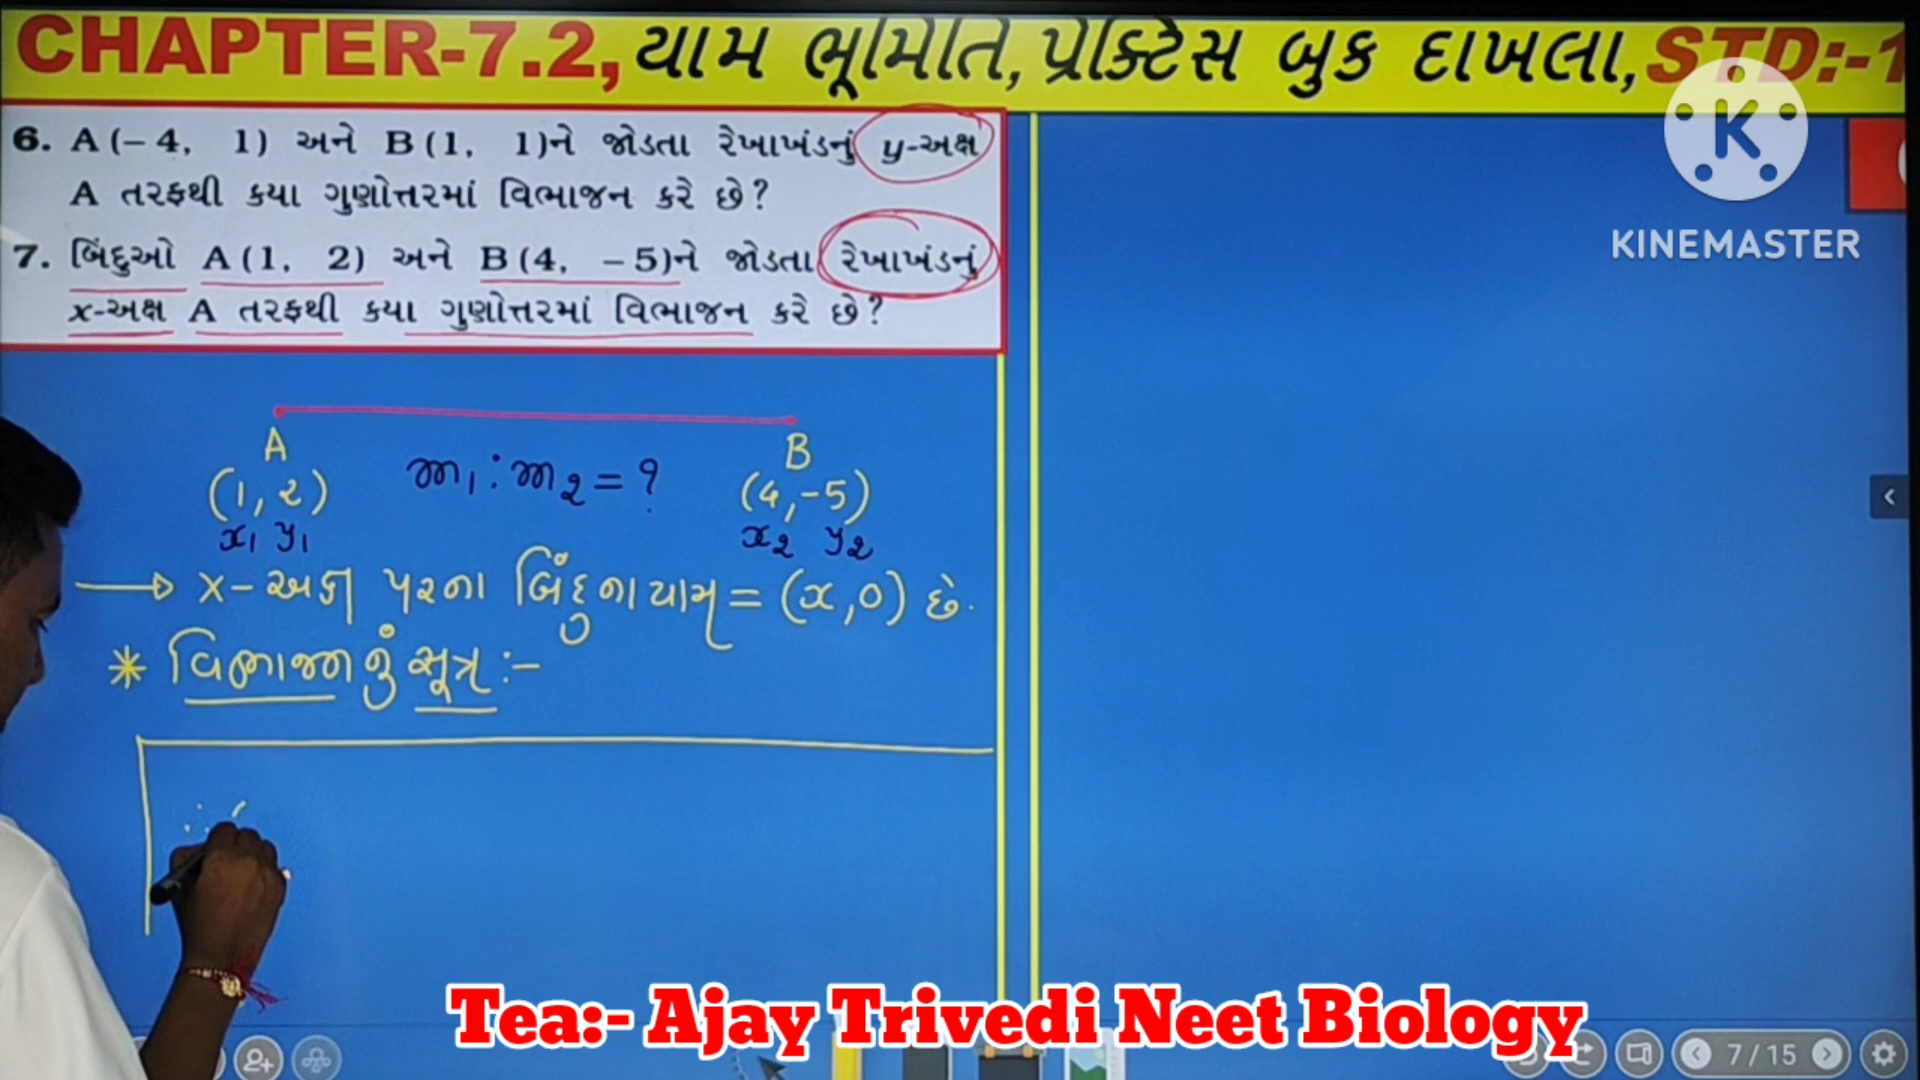 CHAPTER-7.2, યામ ભૂમિતિ, પ્રેક્ટિસ બુક દાખલા, STD:-1
K
KINEMASTER
6. A (– 4, 1) અને B (1, 1)ને જોડતા રેખાખંડનું y-અક્ષ
A તરફથી કયા ગુણોત્તરમાં વિભાજન કરે છે?
7. બિંદુઓ A (1, 2) અને B (4, – 5)ને જોડતા રેખાખંડનું
x-અક્ષ A તરફથી કયા ગુણોત્તરમાં વિભાજન કરે છે?
A B
(1, 2) m₁ : m₂ = ? (4, -5)
x₁ y₁ x₂ y₂
→ x-અક્ષ પરના બિંદુના યામ = (x, 0) છે.
* વિભાજનનું સૂત્ર :-
∴ (
Tea:- Ajay Trivedi Neet Biology
7/15